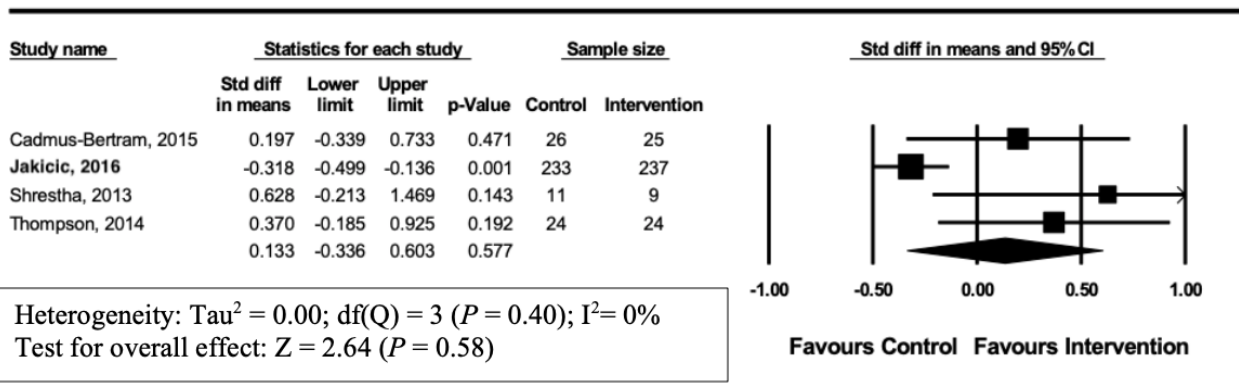 Study name Statistics for each study Sample size Std diff in means and 95% CI
Std diff Lower Upper
in means limit limit p-Value Control Intervention
Cadmus-Bertram, 2015 0.197 -0.339 0.733 0.471 26 25
Jakicic, 2016 -0.318 -0.499 -0.136 0.001 233 237
Shrestha, 2013 0.628 -0.213 1.469 0.143 11 9
Thompson, 2014 0.370 -0.185 0.925 0.192 24 24
0.133 -0.336 0.603 0.577
-1.00 -0.50 0.00 0.50 1.00
Heterogeneity: Tau² = 0.00; df(Q) = 3 (P = 0.40); I²= 0%
Test for overall effect: Z = 2.64 (P = 0.58)
Favours Control Favours Intervention